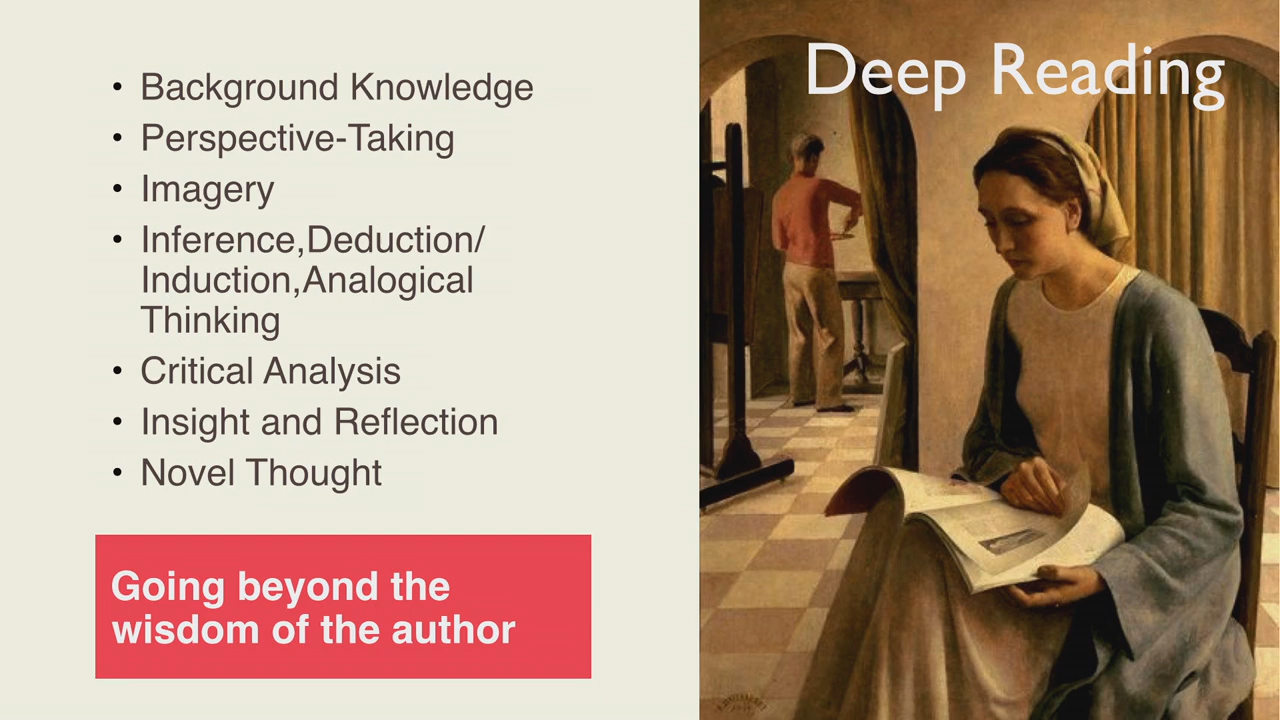 Deep Reading
• Background Knowledge
• Perspective-Taking
• Imagery
• Inference,Deduction/
Induction,Analogical
Thinking
• Critical Analysis
• Insight and Reflection
• Novel Thought
Going beyond the
wisdom of the author